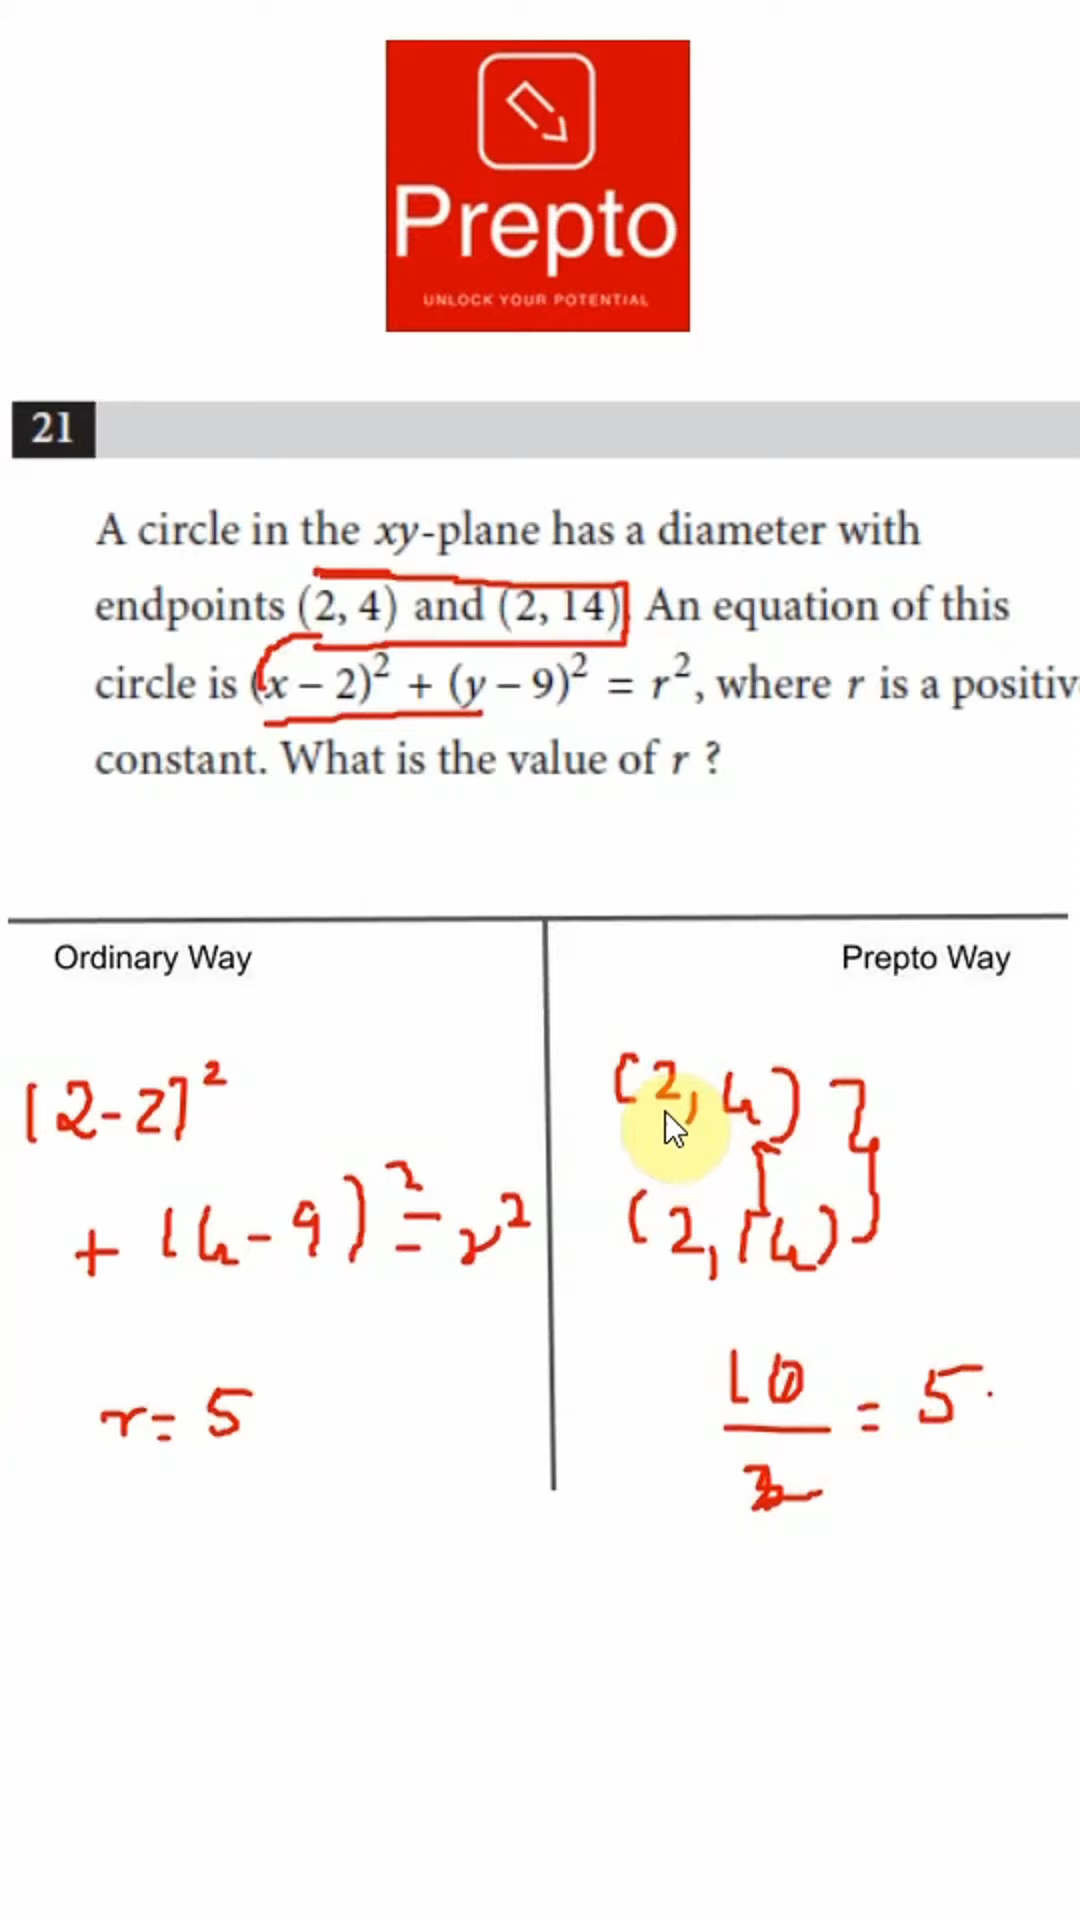 Prepto
UNLOCK YOUR POTENTIAL
21
A circle in the xy-plane has a diameter with
endpoints (2, 4) and (2, 14). An equation of this
circle is (x – 2)² + (y – 9)² = r², where r is a positiv
constant. What is the value of r ?
Ordinary Way
(2-2)²
+ (4-9)² = r²
r = 5
Prepto Way
(2, 4)
(2, 14)
10
2
= 5.